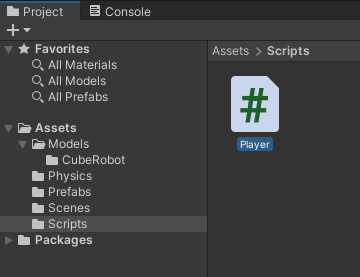 Project
Console
Favorites
All Materials
All Models
All Prefabs
Assets
Models
CubeRobot
Physics
Prefabs
Scenes
Scripts
Packages
Assets > Scripts
#
Player